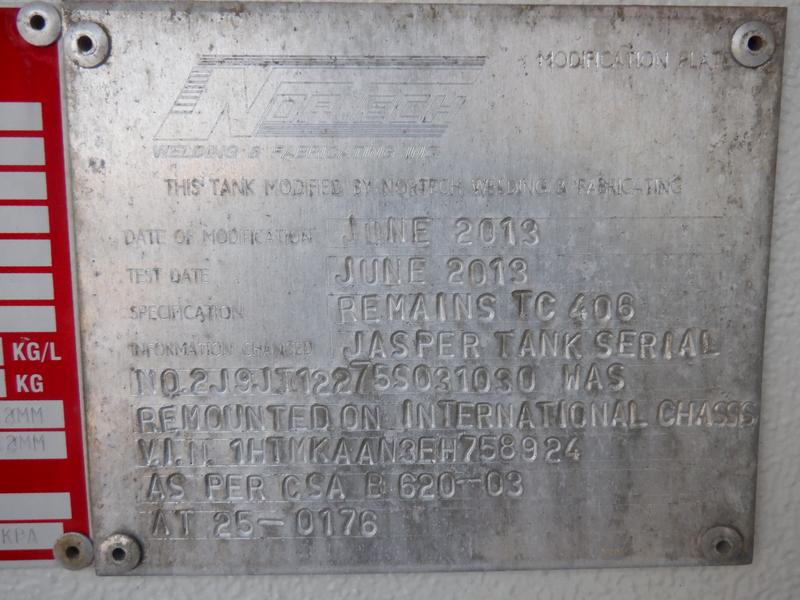 MODIFICATION PLATE
NORTECH
WELDING & FABRICATING INC.
THIS TANK MODIFIED BY NORTECH WELDING & FABRICATING
DATE OF MODIFICATION JUNE 2013
TEST DATE JUNE 2013
SPECIFICATION REMAINS TC 406
INFORMATION CHANGED JASPER TANK SERIAL
NO. 2J9JT12275S031030 WAS
REMOUNTED ON INTERNATIONAL CHASSS
V.I.N. 1HTMKAAN3EH758924
AS PER CSA B 620-03
AT 25-0176
KG/L
KG
MM
MM
KPA